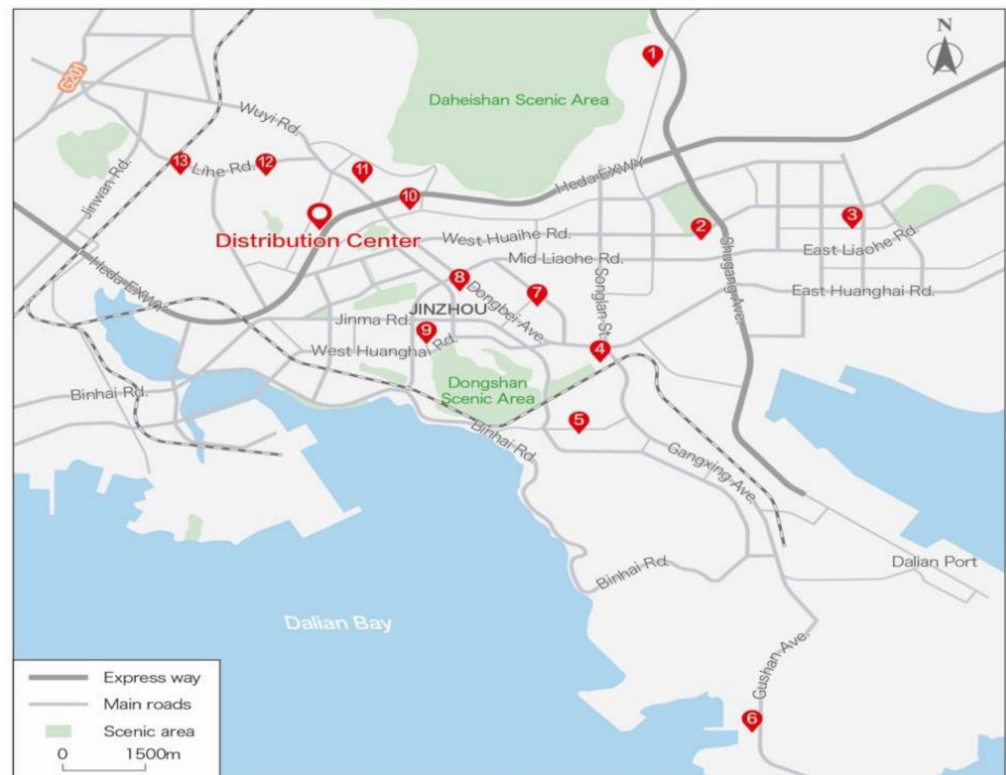 N
1
Daheishan Scenic Area
G201
Wuyi Rd.
Heda EXWY
13
Lihe Rd.
12
11
10
Jinwan Rd.
Distribution Center
West Huaihe Rd.
2
3
East Liaohe Rd.
Mid Liaohe Rd.
Shugang Ave.
Heda EXWY
8
Dongbei Ave.
7
Songlan St.
East Huanghai Rd.
JINZHOU
Jinma Rd.
9
West Huanghai Rd.
4
Binhai Rd.
Dongshan
Scenic Area
5
Binhai Rd.
Gangxing Ave.
Binhai Rd.
Dalian Port
Dalian Bay
Gushan Ave.
6
Express way
Main roads
Scenic area
0 1500m